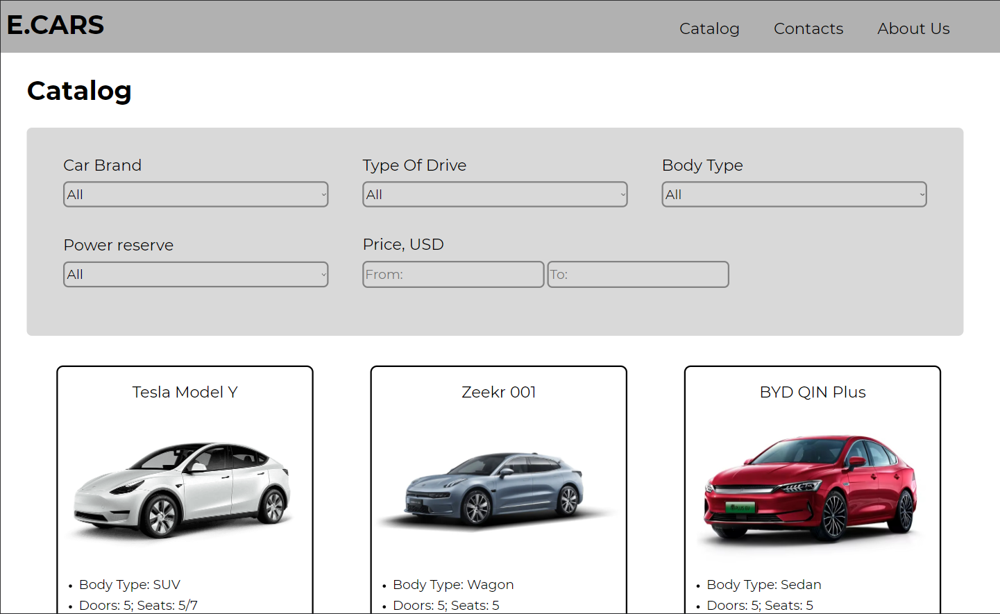 E.CARS
Catalog Contacts About Us
Catalog
Car Brand Type Of Drive Body Type
All All All
Power reserve Price, USD
All From: To:
Tesla Model Y Zeekr 001 BYD QIN Plus
• Body Type: SUV • Body Type: Wagon • Body Type: Sedan
• Doors: 5; Seats: 5/7 • Doors: 5; Seats: 5 • Doors: 5; Seats: 5